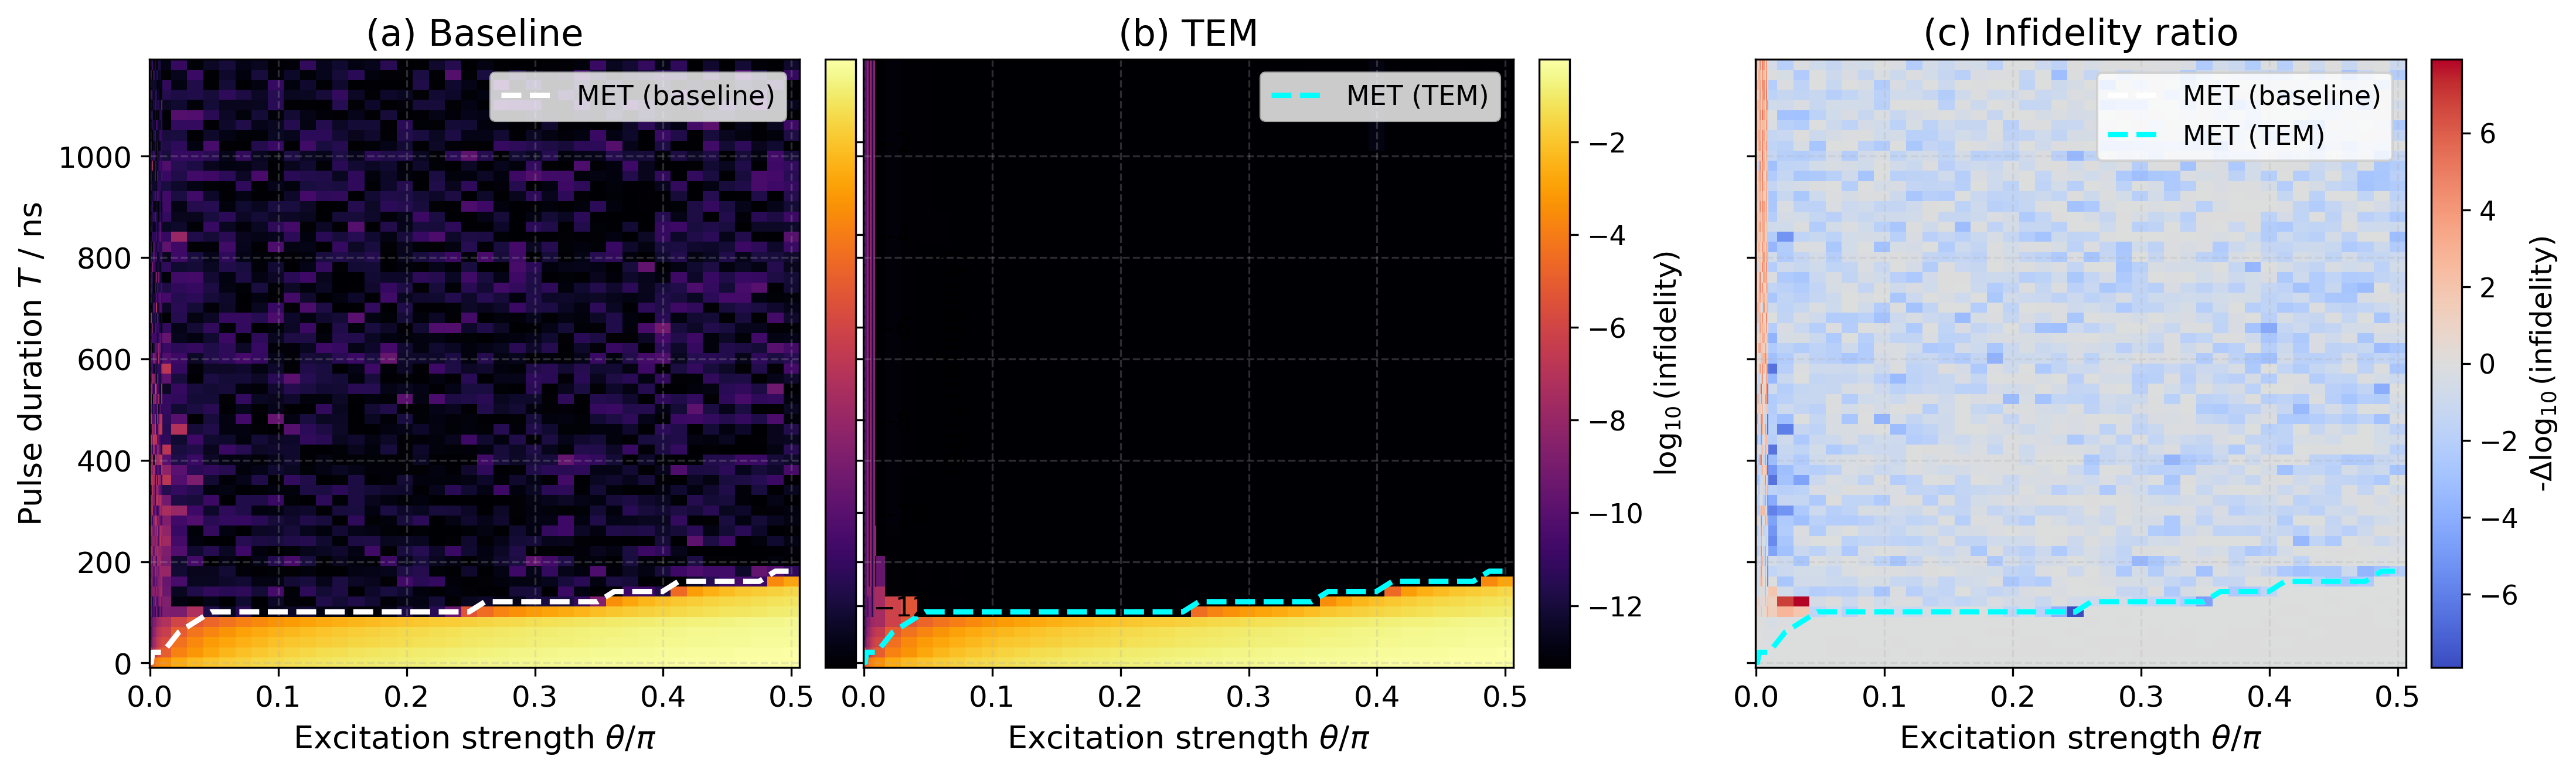 (a) Baseline
(b) TEM
(c) Infidelity ratio
MET (baseline)
MET (TEM)
MET (baseline)
MET (TEM)
Pulse duration T / ns
1000
800
600
400
200
0
0.0 0.1 0.2 0.3 0.4 0.5
Excitation strength θ/π
0.0 0.1 0.2 0.3 0.4 0.5
Excitation strength θ/π
−2
−4
−6
−8
−10
−12
log₁₀(infidelity)
0.0 0.1 0.2 0.3 0.4 0.5
Excitation strength θ/π
6
4
2
0
−2
−4
−6
-Δlog₁₀(infidelity)